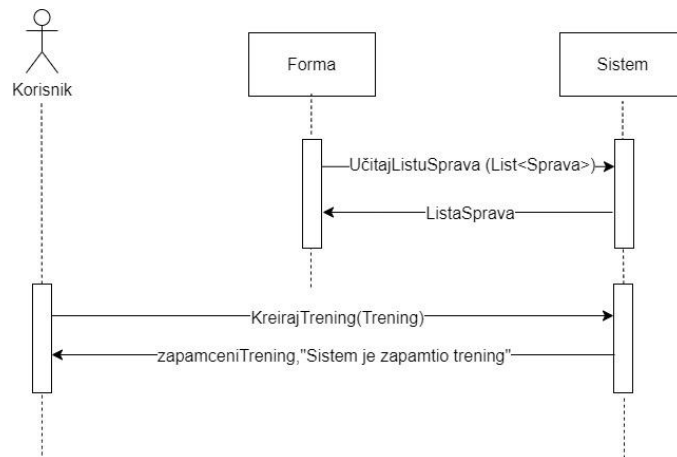 Korisnik
Forma
Sistem
UčitajListuSprava (List<Sprava>)
ListaSprava
KreirajTrening(Trening)
zapamceniTrening,"Sistem je zapamtio trening"